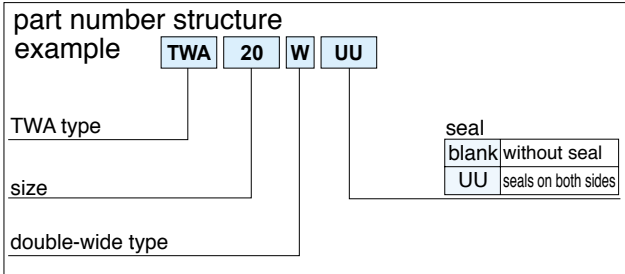 part number structure
example TWA 20 W UU
TWA type
seal
blank without seal
UU seals on both sides
size
double-wide type